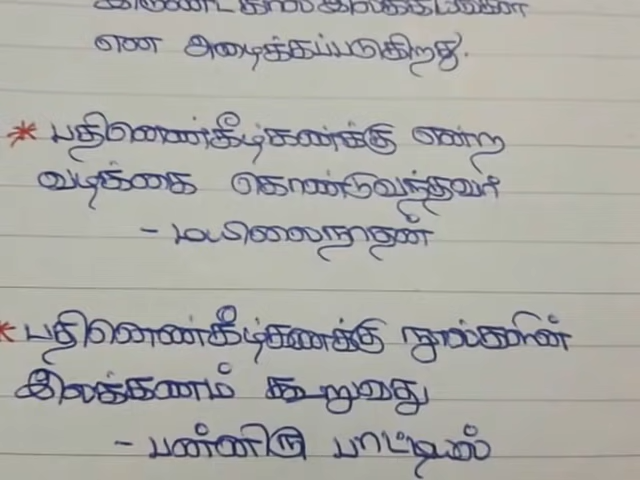 என அழைக்கப்படுகிறது.
* பதினெண்கீழ்கணக்கு என்ற
வழக்கை கொண்டுவந்தவர்
- மயிலைநாதன்
* பதினெண்கீழ்கணக்கு நூல்களின்
இலக்கணம் கூறுவது
- பன்னிரு பாட்டியல்